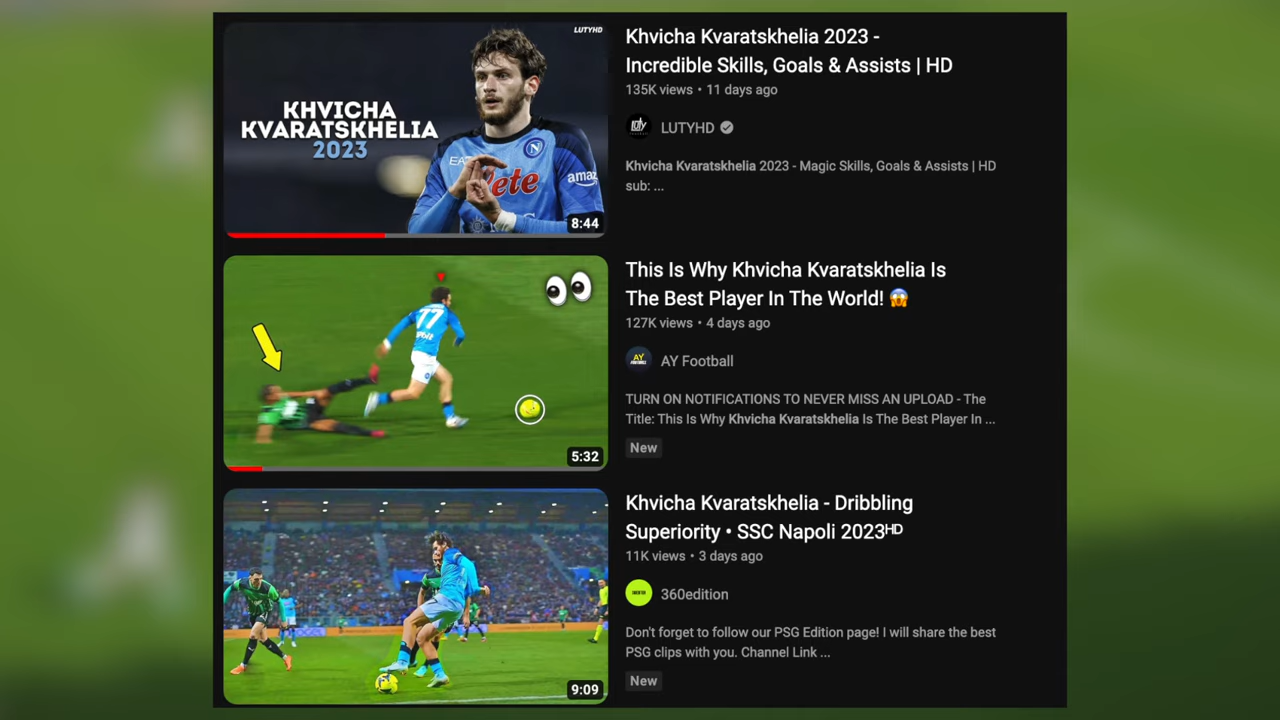 LUTYHD
KHVICHA
KVARATSKHELIA
2023
lete
amaz
8:44
Khvicha Kvaratskhelia 2023 -
Incredible Skills, Goals & Assists | HD
135K views • 11 days ago
LUTYHD
Khvicha Kvaratskhelia 2023 - Magic Skills, Goals & Assists | HD
sub: ...
77
5:32
This Is Why Khvicha Kvaratskhelia Is
The Best Player In The World! 😱
127K views • 4 days ago
AY
AY Football
TURN ON NOTIFICATIONS TO NEVER MISS AN UPLOAD - The
Title: This Is Why Khvicha Kvaratskhelia Is The Best Player In ...
New
9:09
Khvicha Kvaratskhelia - Dribbling
Superiority • SSC Napoli 2023ᴴᴰ
11K views • 3 days ago
360edition
Don't forget to follow our PSG Edition page! I will share the best
PSG clips with you. Channel Link ...
New